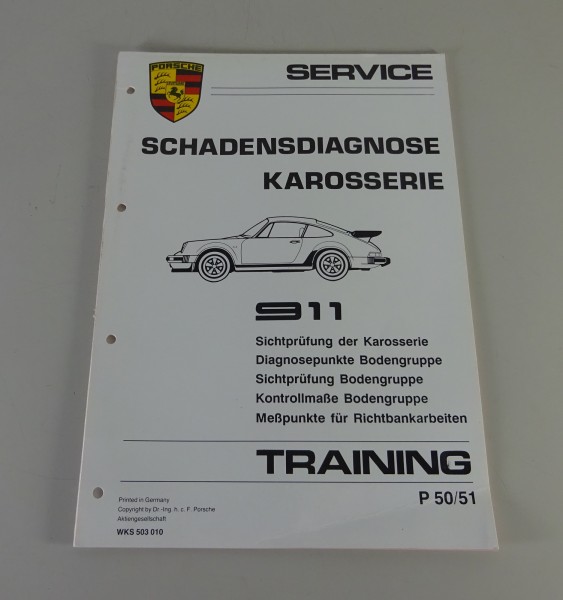 PORSCHE
SERVICE
SCHADENSDIAGNOSE
KAROSSERIE
911
Sichtprüfung der Karosserie
Diagnosepunkte Bodengruppe
Sichtprüfung Bodengruppe
Kontrollmaße Bodengruppe
Meßpunkte für Richtbankarbeiten
TRAINING
P 50/51
Printed in Germany
Copyright by Dr.-Ing. h. c. F. Porsche
Aktiengesellschaft
WKS 503 010